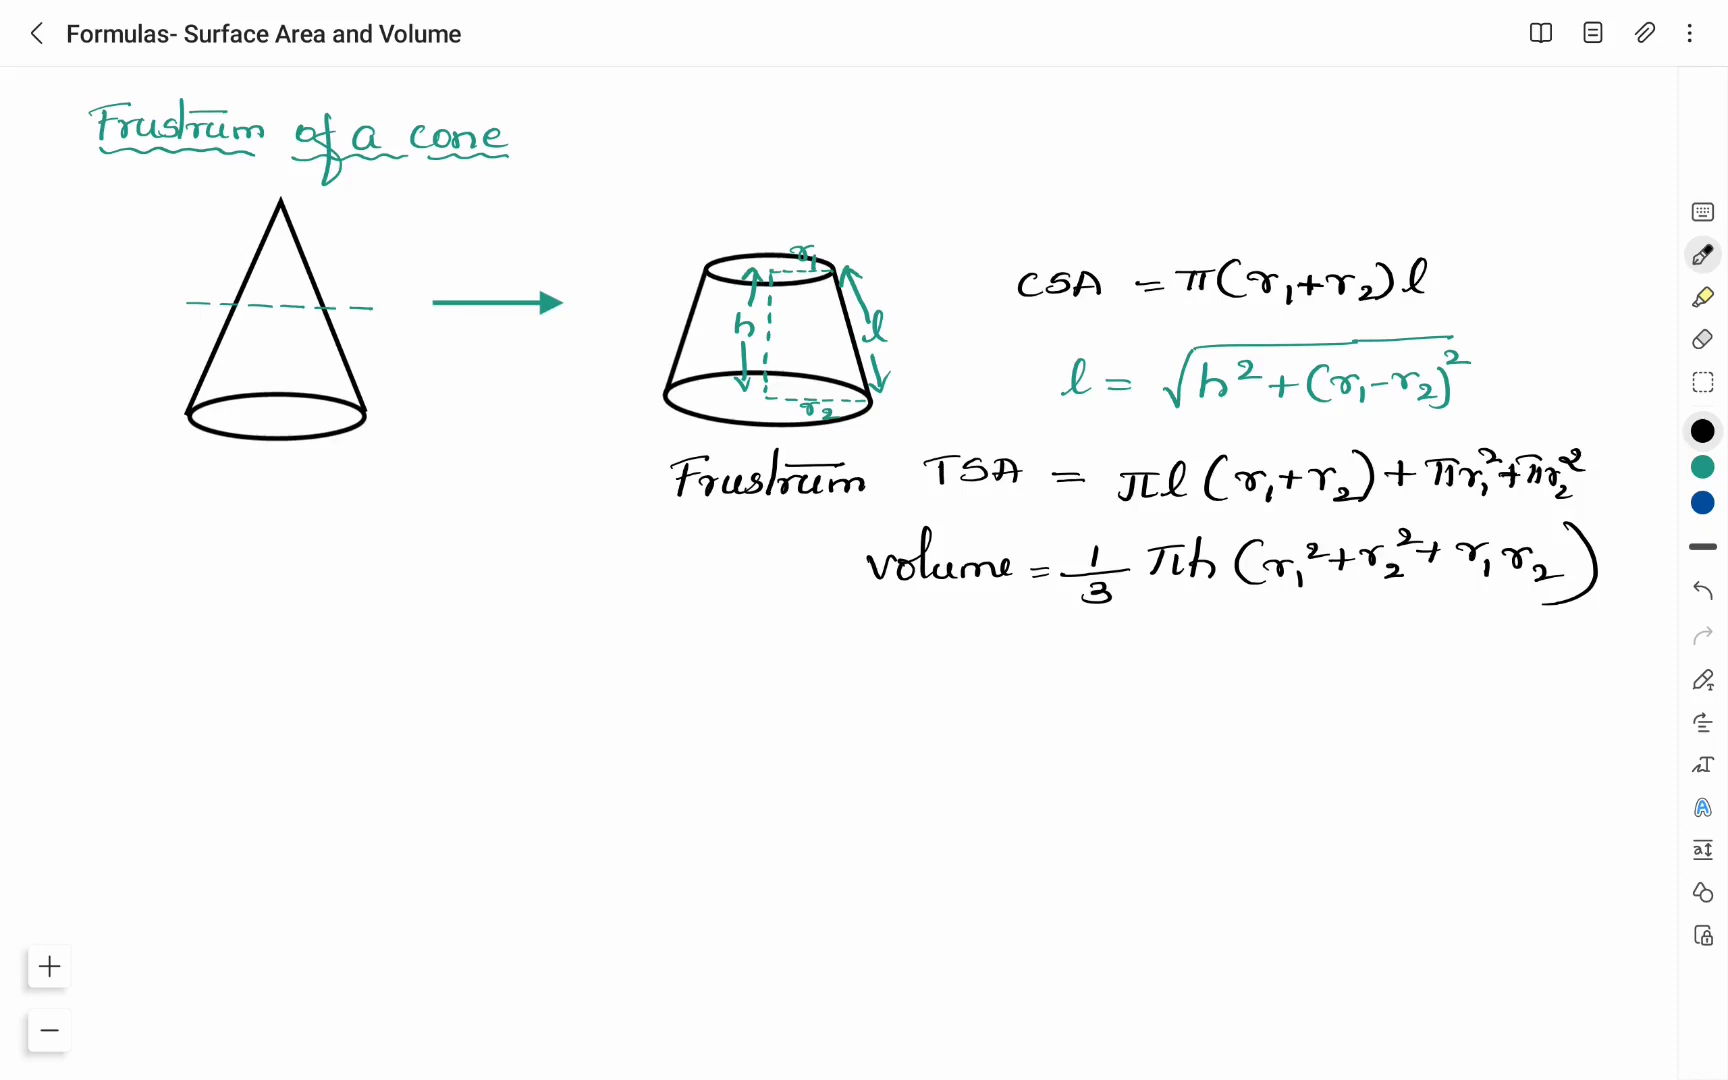 Formulas- Surface Area and Volume
Frustrum of a cone
r₁
h
l
r₂
CSA = π(r₁+r₂)l
l = √h²+(r₁-r₂)²
Frustrum
TSA = πl(r₁+r₂)+πr₁²+πr₂²
volume = 1/3 πh(r₁²+r₂²+r₁r₂)